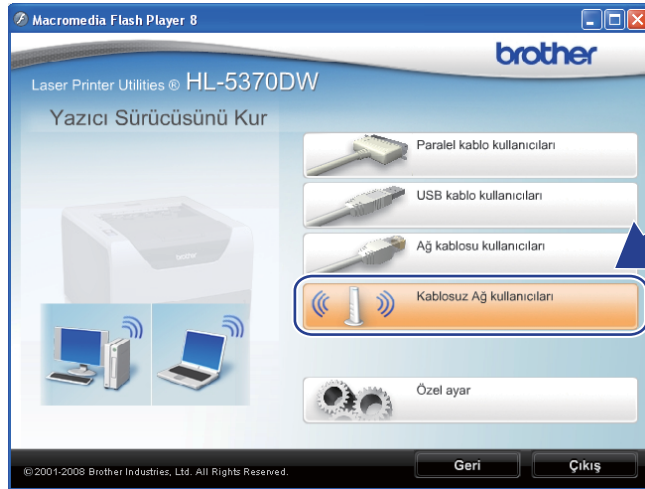 Macromedia Flash Player 8
brother
Laser Printer Utilities ® HL-5370DW
Yazıcı Sürücüsünü Kur
Paralel kablo kullanıcıları
USB kablo kullanıcıları
Ağ kablosu kullanıcıları
Kablosuz Ağ kullanıcıları
Özel ayar
©2001-2008 Brother Industries, Ltd. All Rights Reserved.
Geri
Çıkış